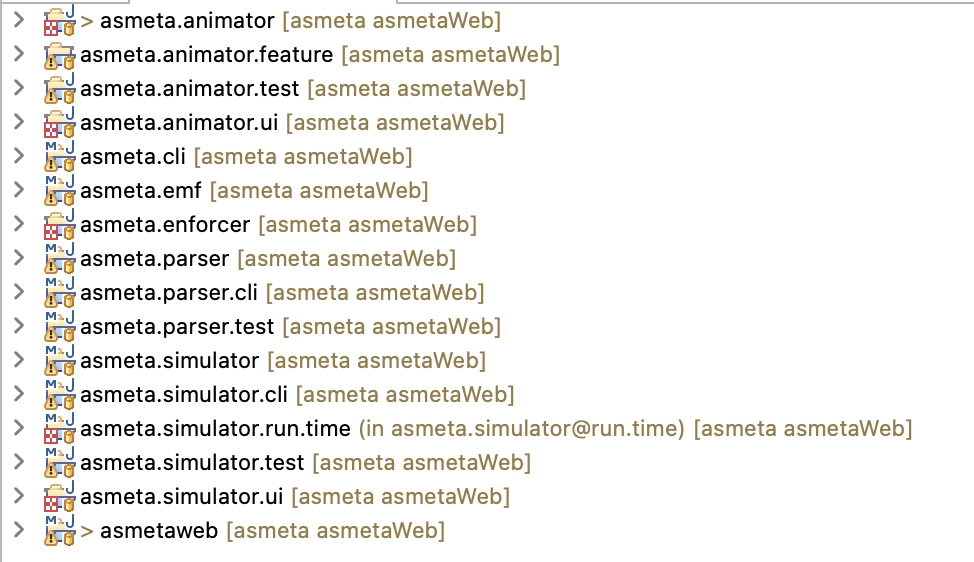 > asmeta.animator [asmeta asmetaWeb]
asmeta.animator.feature [asmeta asmetaWeb]
asmeta.animator.test [asmeta asmetaWeb]
asmeta.animator.ui [asmeta asmetaWeb]
asmeta.cli [asmeta asmetaWeb]
asmeta.emf [asmeta asmetaWeb]
asmeta.enforcer [asmeta asmetaWeb]
asmeta.parser [asmeta asmetaWeb]
asmeta.parser.cli [asmeta asmetaWeb]
asmeta.parser.test [asmeta asmetaWeb]
asmeta.simulator [asmeta asmetaWeb]
asmeta.simulator.cli [asmeta asmetaWeb]
asmeta.simulator.run.time (in asmeta.simulator@run.time) [asmeta asmetaWeb]
asmeta.simulator.test [asmeta asmetaWeb]
asmeta.simulator.ui [asmeta asmetaWeb]
> asmetaweb [asmeta asmetaWeb]